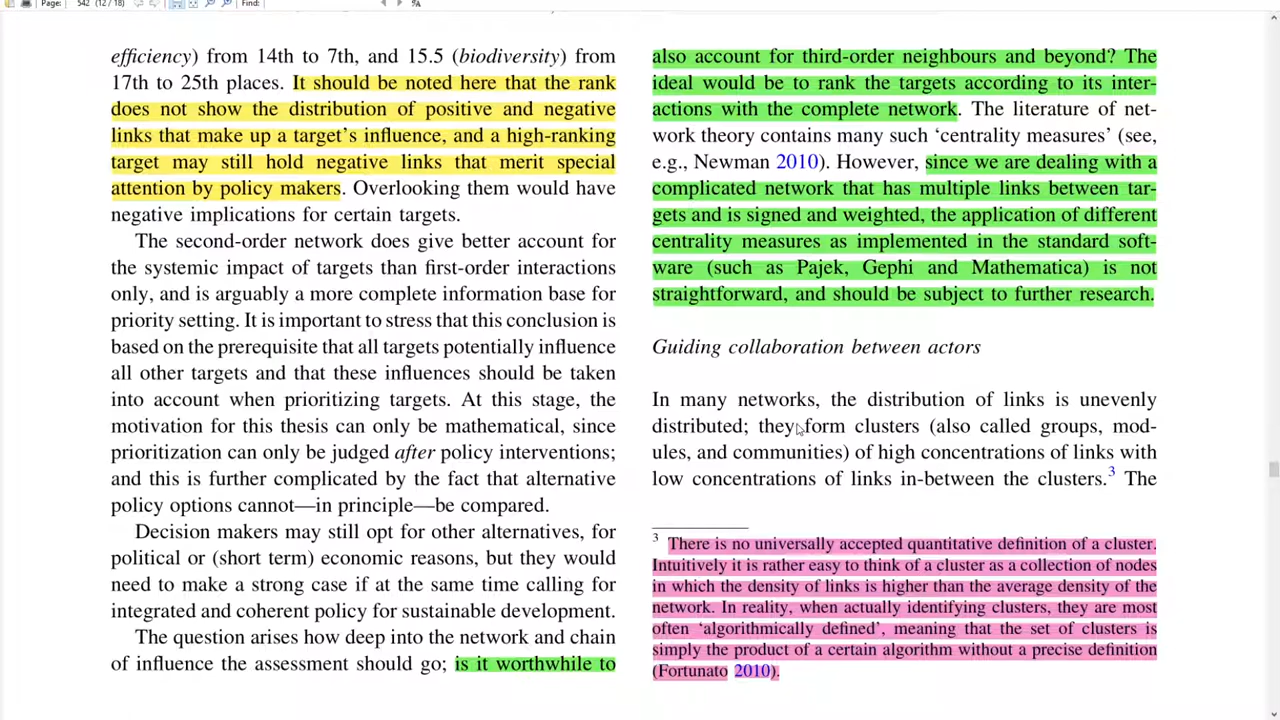 Page: 542 (12 / 18) Find:
efficiency) from 14th to 7th, and 15.5 (biodiversity) from
17th to 25th places. It should be noted here that the rank
does not show the distribution of positive and negative
links that make up a target's influence, and a high-ranking
target may still hold negative links that merit special
attention by policy makers. Overlooking them would have
negative implications for certain targets.
The second-order network does give better account for
the systemic impact of targets than first-order interactions
only, and is arguably a more complete information base for
priority setting. It is important to stress that this conclusion is
based on the prerequisite that all targets potentially influence
all other targets and that these influences should be taken
into account when prioritizing targets. At this stage, the
motivation for this thesis can only be mathematical, since
prioritization can only be judged after policy interventions;
and this is further complicated by the fact that alternative
policy options cannot—in principle—be compared.
Decision makers may still opt for other alternatives, for
political or (short term) economic reasons, but they would
need to make a strong case if at the same time calling for
integrated and coherent policy for sustainable development.
The question arises how deep into the network and chain
of influence the assessment should go; is it worthwhile to
also account for third-order neighbours and beyond? The
ideal would be to rank the targets according to its inter-
actions with the complete network. The literature of net-
work theory contains many such 'centrality measures' (see,
e.g., Newman 2010). However, since we are dealing with a
complicated network that has multiple links between tar-
gets and is signed and weighted, the application of different
centrality measures as implemented in the standard soft-
ware (such as Pajek, Gephi and Mathematica) is not
straightforward, and should be subject to further research.
Guiding collaboration between actors
In many networks, the distribution of links is unevenly
distributed; they form clusters (also called groups, mod-
ules, and communities) of high concentrations of links with
low concentrations of links in-between the clusters.3 The
3 There is no universally accepted quantitative definition of a cluster.
Intuitively it is rather easy to think of a cluster as a collection of nodes
in which the density of links is higher than the average density of the
network. In reality, when actually identifying clusters, they are most
often 'algorithmically defined', meaning that the set of clusters is
simply the product of a certain algorithm without a precise definition
(Fortunato 2010).